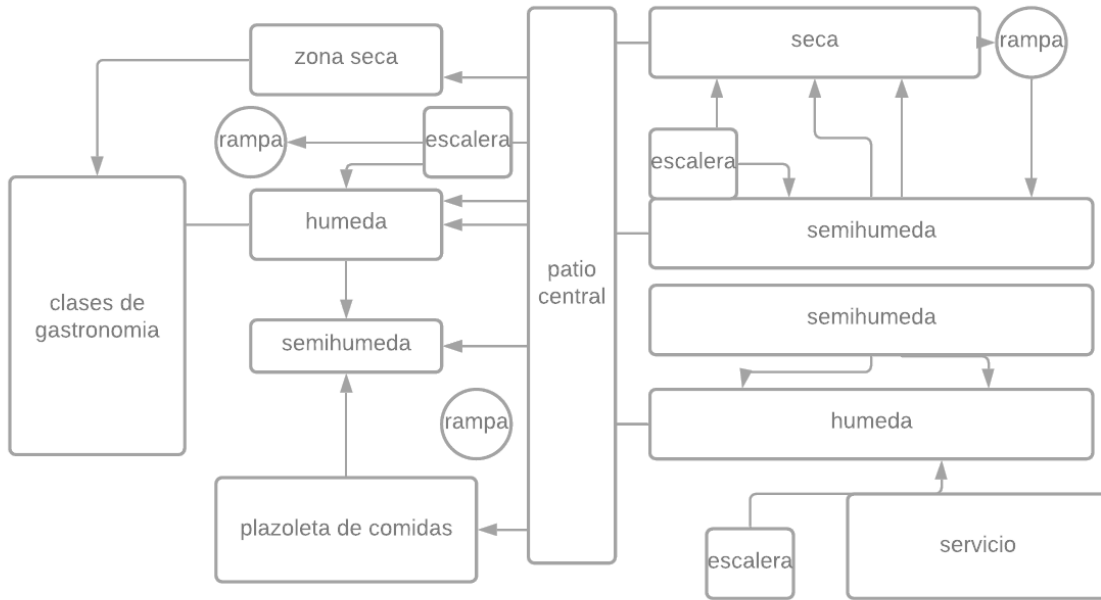 zona seca
rampa
escalera
humeda
clases de
gastronomia
semihumeda
rampa
plazoleta de comidas
patio
central
seca
rampa
escalera
semihumeda
semihumeda
humeda
escalera
servicio